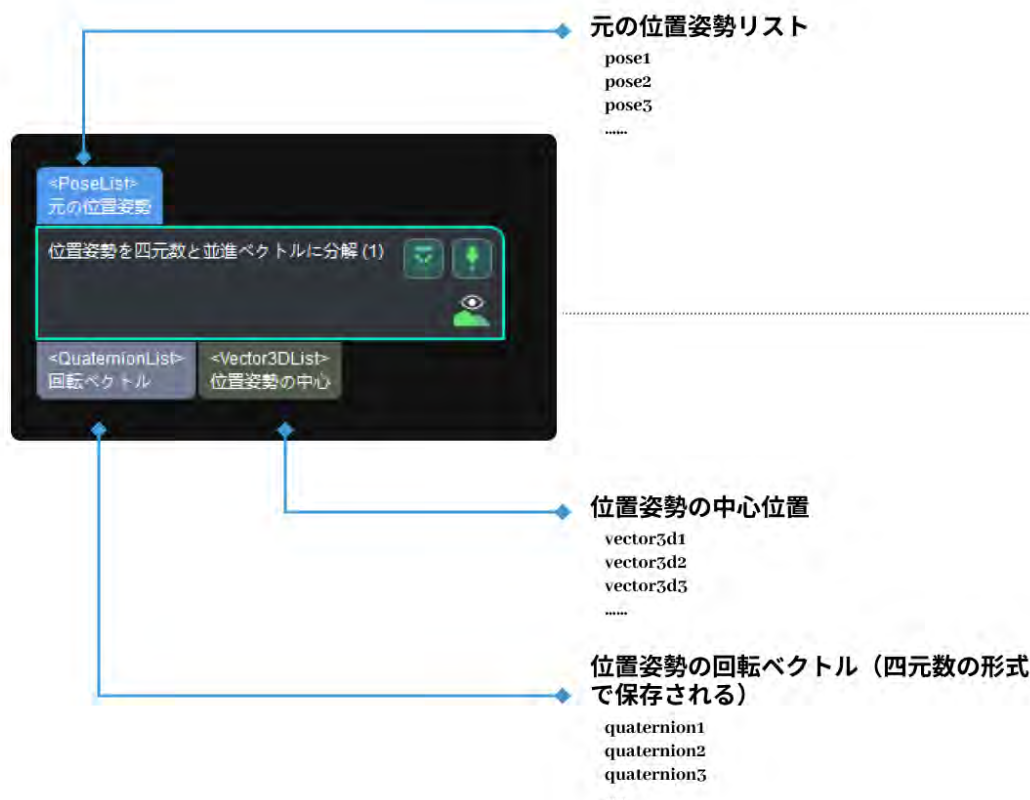 元の位置姿勢リスト
pose1
pose2
pose3
......
<PoseList>
元の位置姿勢
位置姿勢を四元数と並進ベクトルに分解 (1)
<QuaternionList>
回転ベクトル
<Vector3DList>
位置姿勢の中心
位置姿勢の中心位置
vector3d1
vector3d2
vector3d3
......
位置姿勢の回転ベクトル（四元数の形式
で保存される）
quaternion1
quaternion2
quaternion3